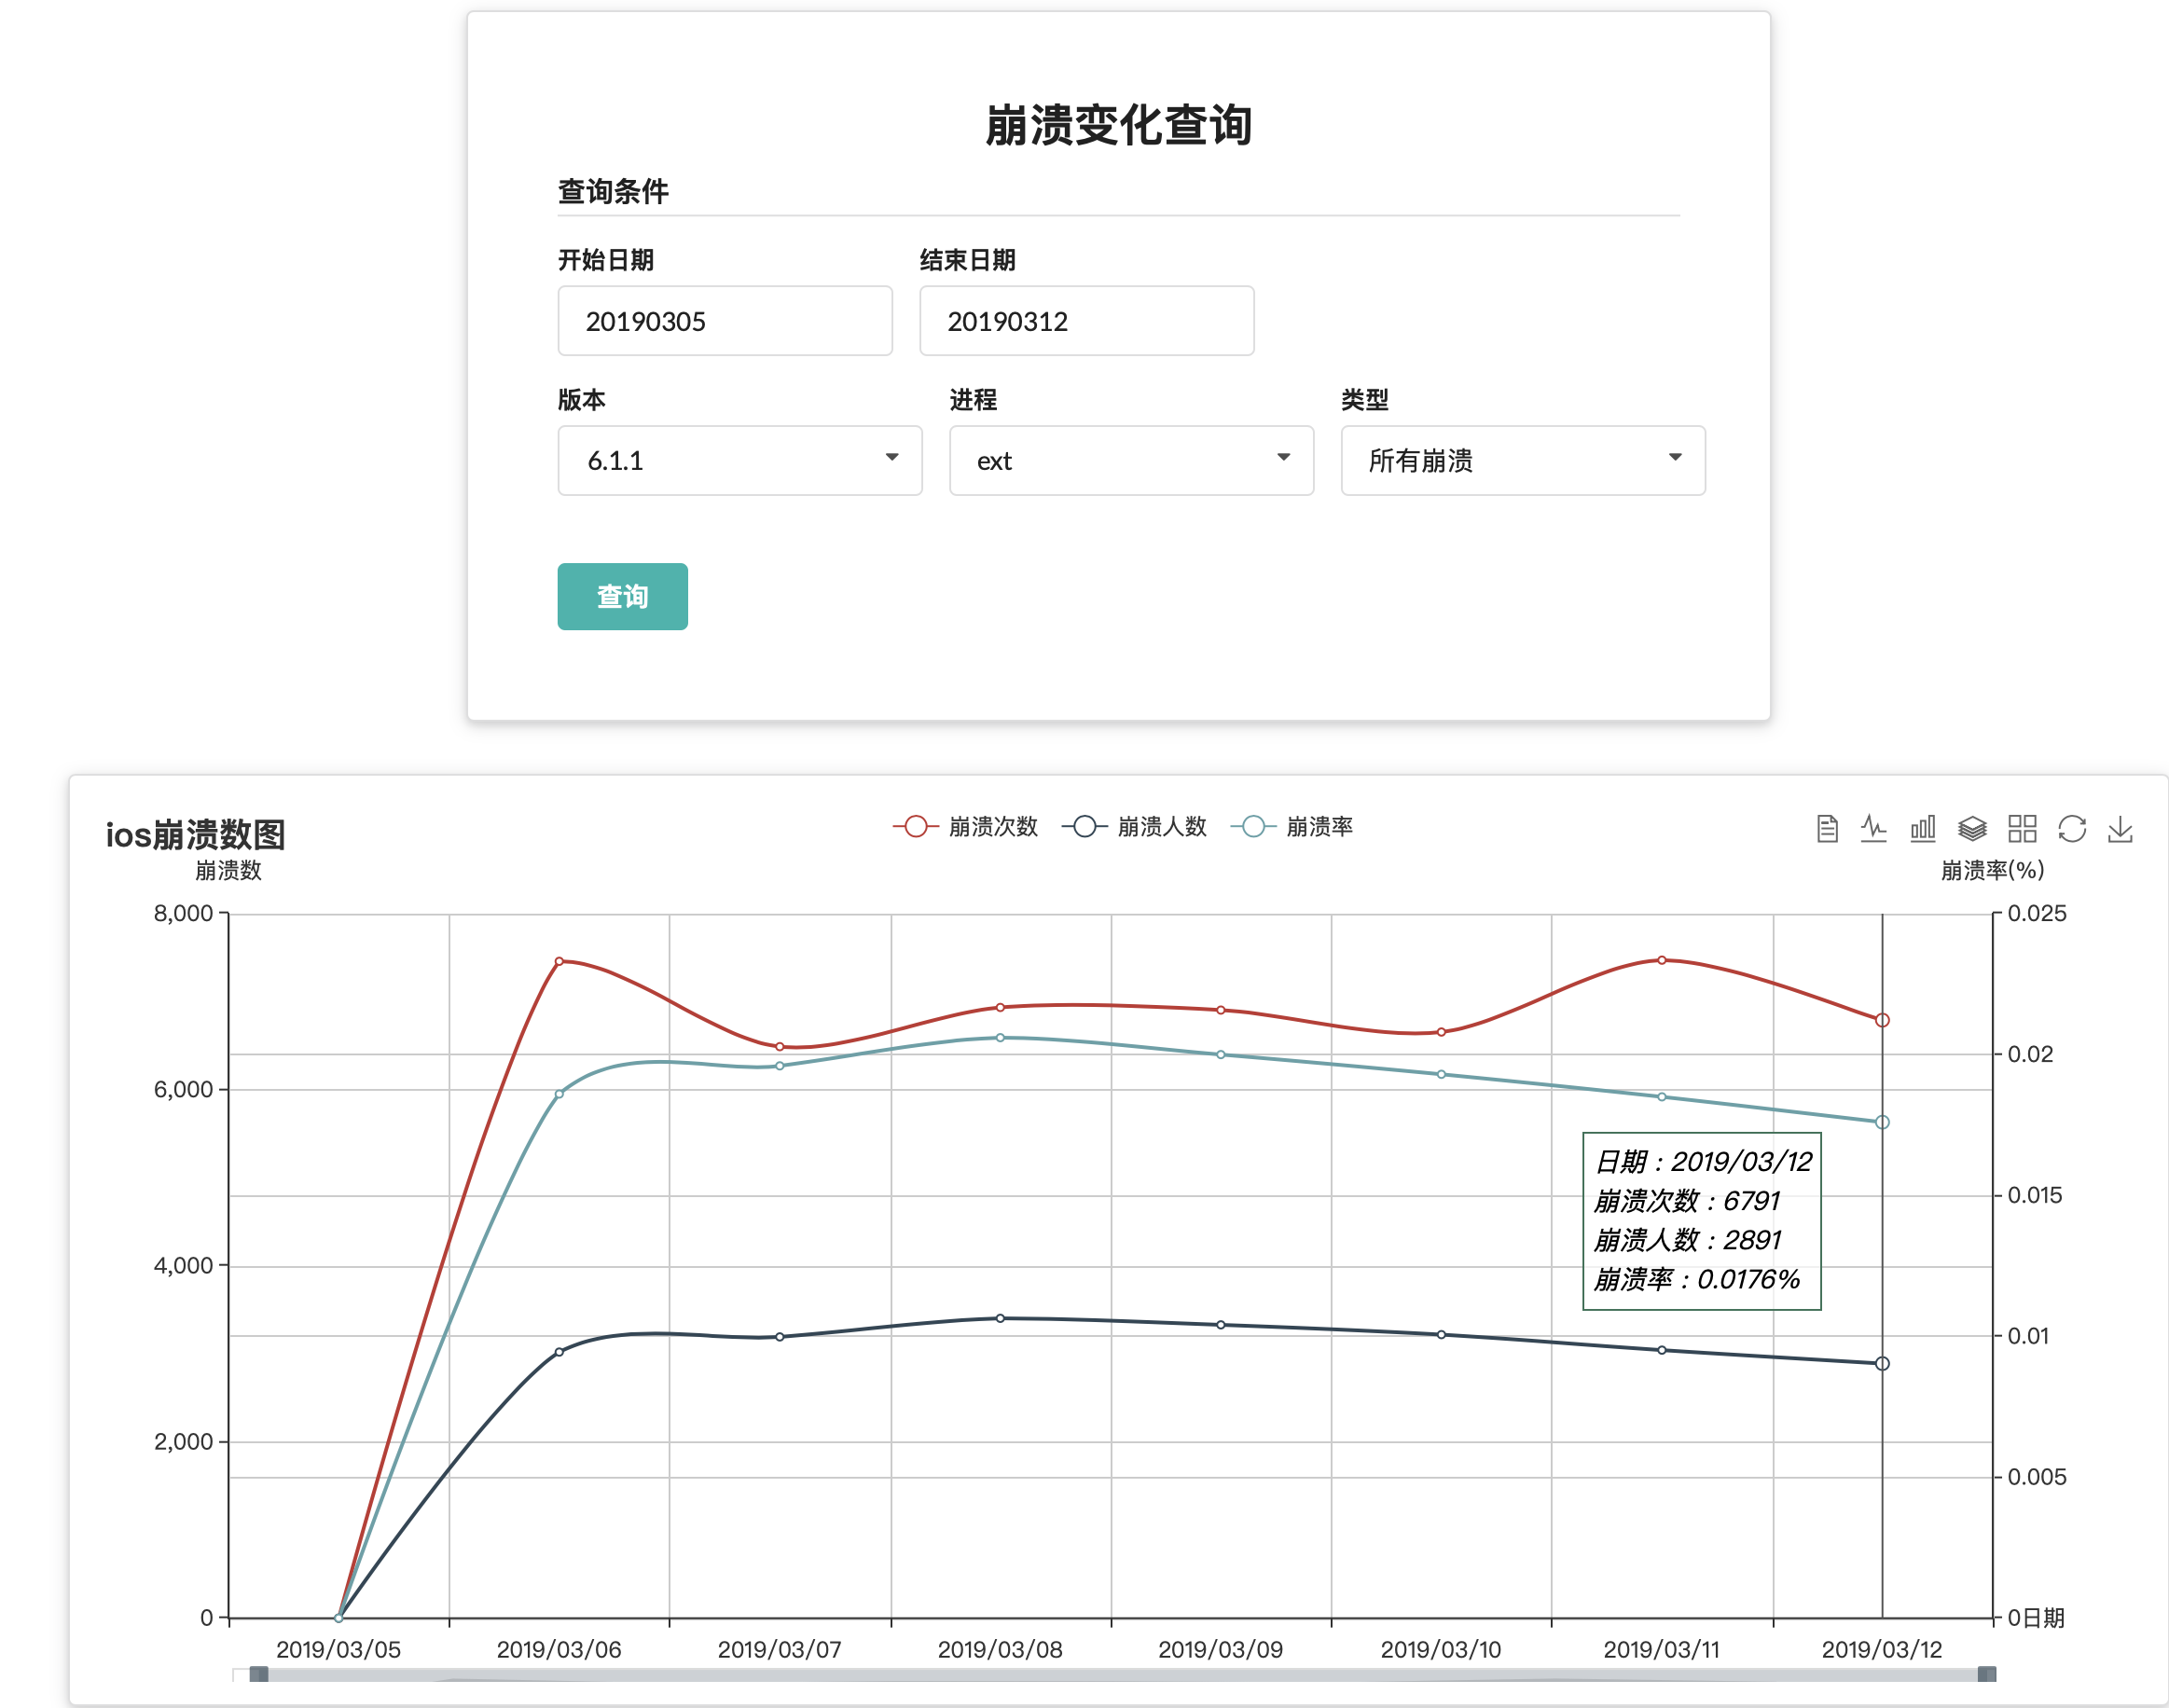 崩溃变化查询
查询条件
开始日期 结束日期
20190305 20190312
版本 进程 类型
6.1.1 ext 所有崩溃
查询
ios崩溃数图 崩溃次数 崩溃人数 崩溃率
崩溃数 崩溃率(%)
8,000 0.025
0.02
6,000
日期 : 2019/03/12
崩溃次数 : 6791 0.015
崩溃人数 : 2891
4,000
崩溃率 : 0.0176%
0.01
2,000
0.005
0 0日期
2019/03/05 2019/03/06 2019/03/07 2019/03/08 2019/03/09 2019/03/10 2019/03/11 2019/03/12